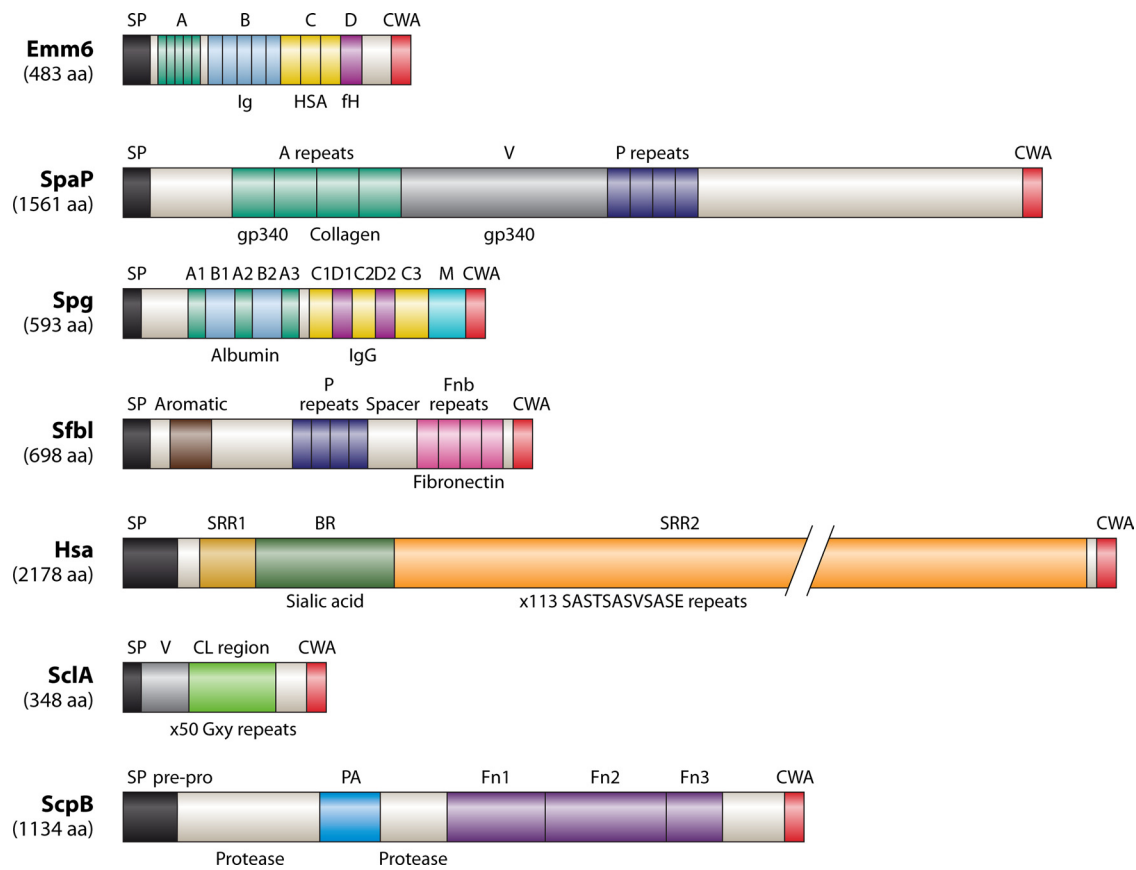 SP A B C D CWA
Emm6
(483 aa)
Ig HSA fH
SP A repeats V P repeats CWA
SpaP
(1561 aa)
gp340 Collagen gp340
SP A1 B1 A2 B2 A3 C1 D1 C2 D2 C3 M CWA
Spg
(593 aa)
Albumin IgG
P Fnb
SP Aromatic repeats Spacer repeats CWA
SfbI
(698 aa)
Fibronectin
SP SRR1 BR SRR2 CWA
Hsa
(2178 aa)
Sialic acid x113 SASTSASVSASE repeats
SP V CL region CWA
SclA
(348 aa)
x50 Gxy repeats
SP pre-pro PA Fn1 Fn2 Fn3 CWA
ScpB
(1134 aa)
Protease Protease